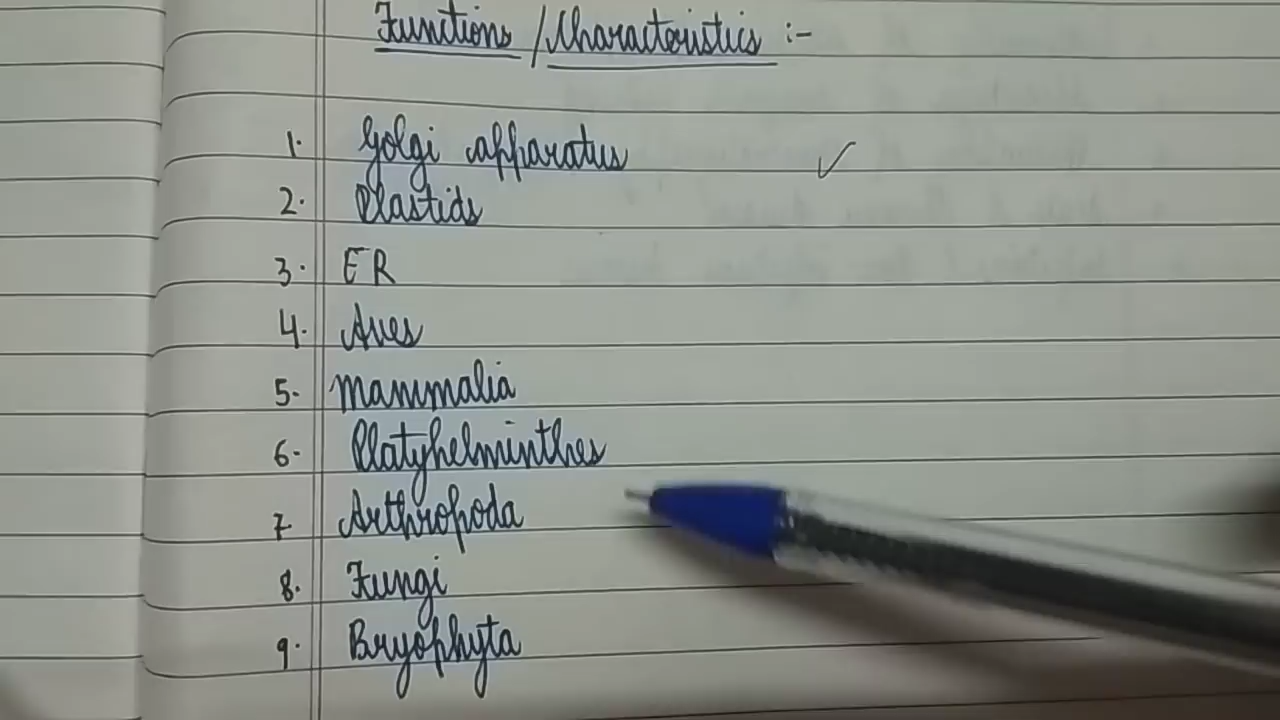 Functions / Characteristics :-
1. Golgi apparatus ✓
2. Plastids
3. ER
4. Aves
5. Mammalia
6. Platyhelminthes
7. Arthropoda
8. Fungi
9. Bryophyta